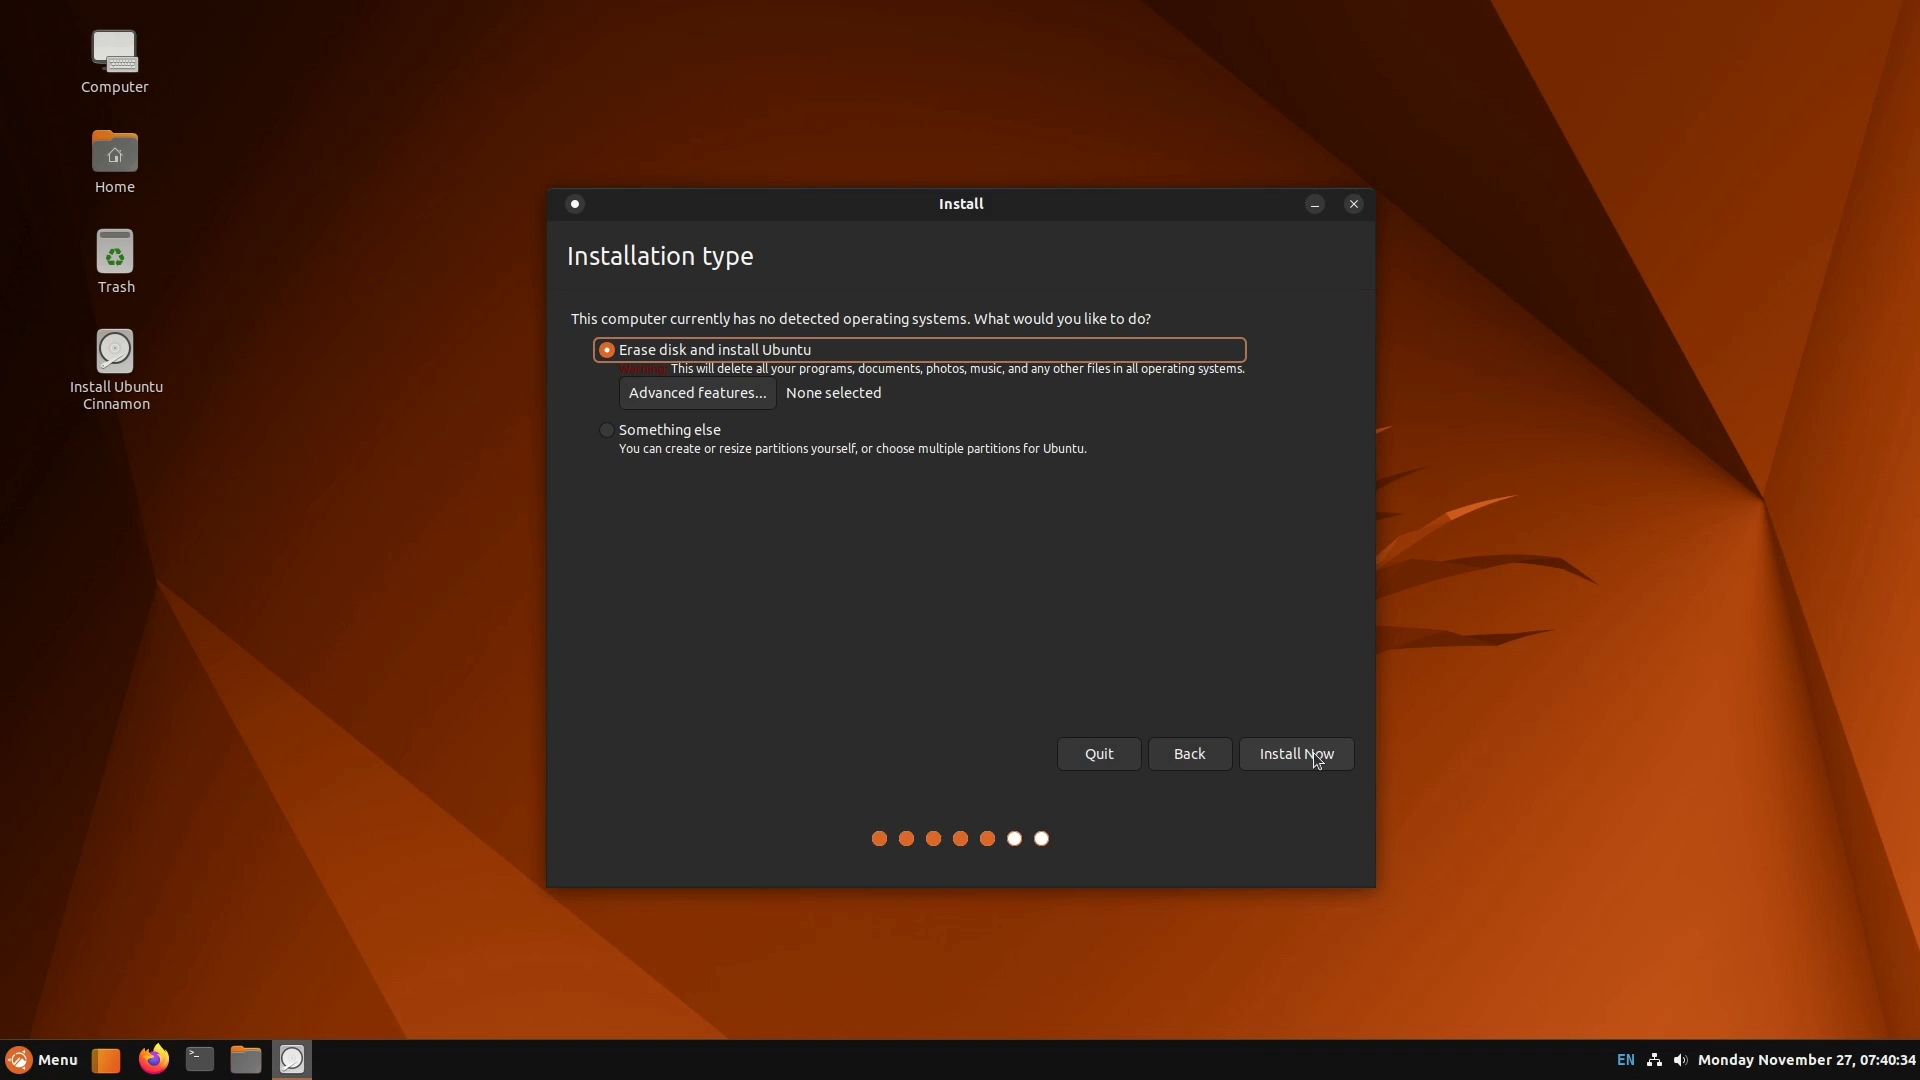 Computer
Home
Trash
Install Ubuntu
Cinnamon
Install
Installation type
This computer currently has no detected operating systems. What would you like to do?
Erase disk and install Ubuntu
Warning: This will delete all your programs, documents, photos, music, and any other files in all operating systems.
Advanced features... None selected
Something else
You can create or resize partitions yourself, or choose multiple partitions for Ubuntu.
Quit Back Install Now
Menu EN Monday November 27, 07:40:34